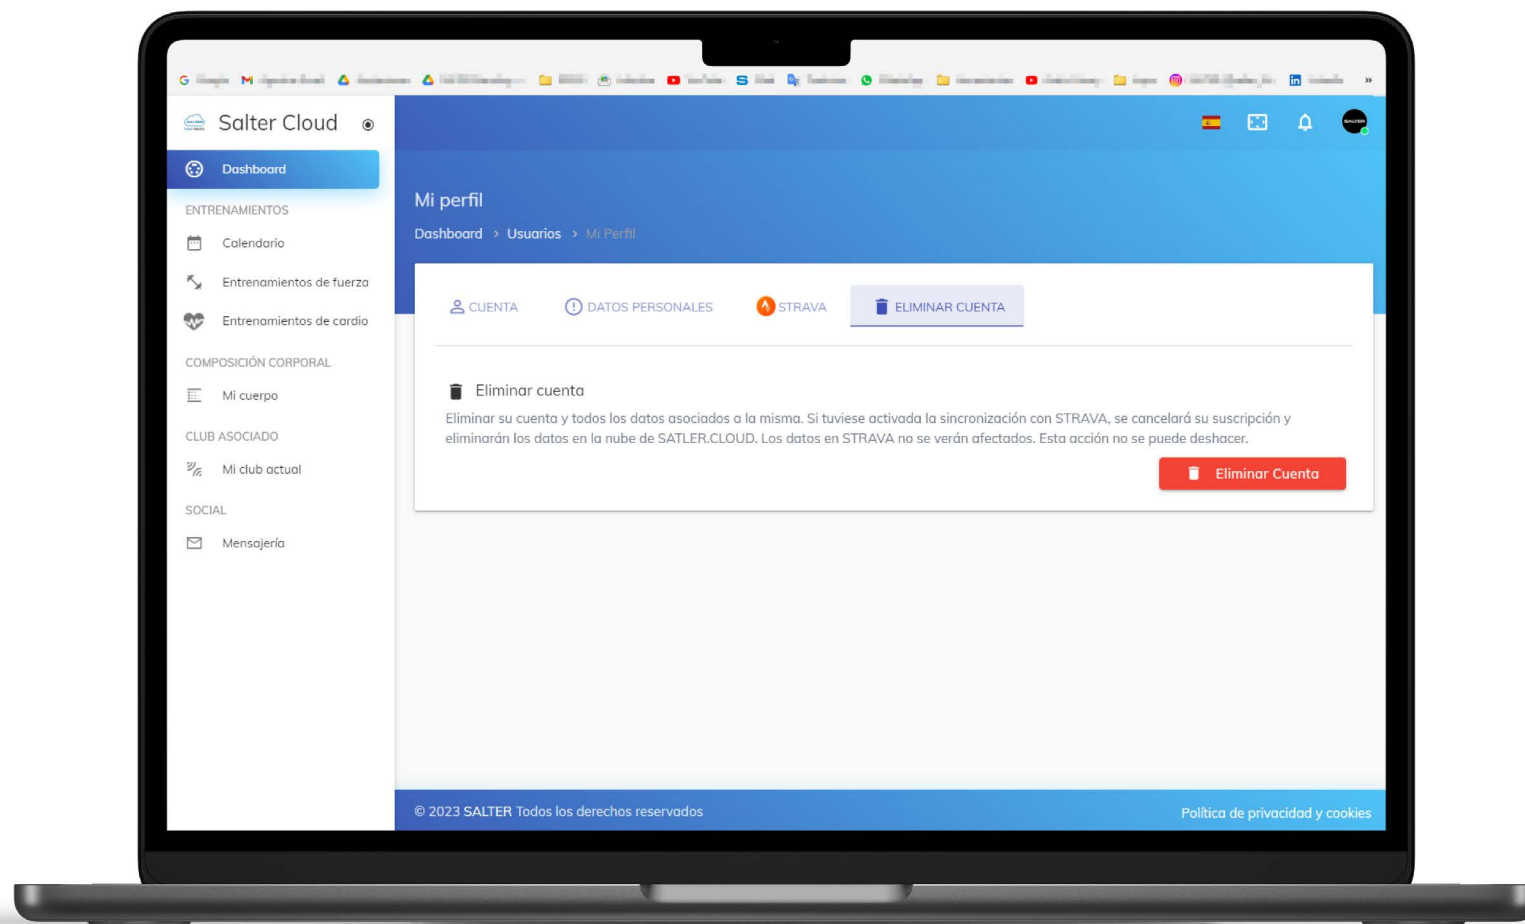 Salter Cloud
Dashboard
ENTRENAMIENTOS
Calendario
Entrenamientos de fuerza
Entrenamientos de cardio
COMPOSICIÓN CORPORAL
Mi cuerpo
CLUB ASOCIADO
Mi club actual
SOCIAL
Mensajería
SALTER
Mi perfil
Dashboard > Usuarios > Mi Perfil
CUENTA DATOS PERSONALES STRAVA ELIMINAR CUENTA
Eliminar cuenta
Eliminar su cuenta y todos los datos asociados a la misma. Si tuviese activada la sincronización con STRAVA, se cancelará su suscripción y
eliminarán los datos en la nube de SATLER.CLOUD. Los datos en STRAVA no se verán afectados. Esta acción no se puede deshacer.
Eliminar Cuenta
© 2023 SALTER Todos los derechos reservados
Política de privacidad y cookies